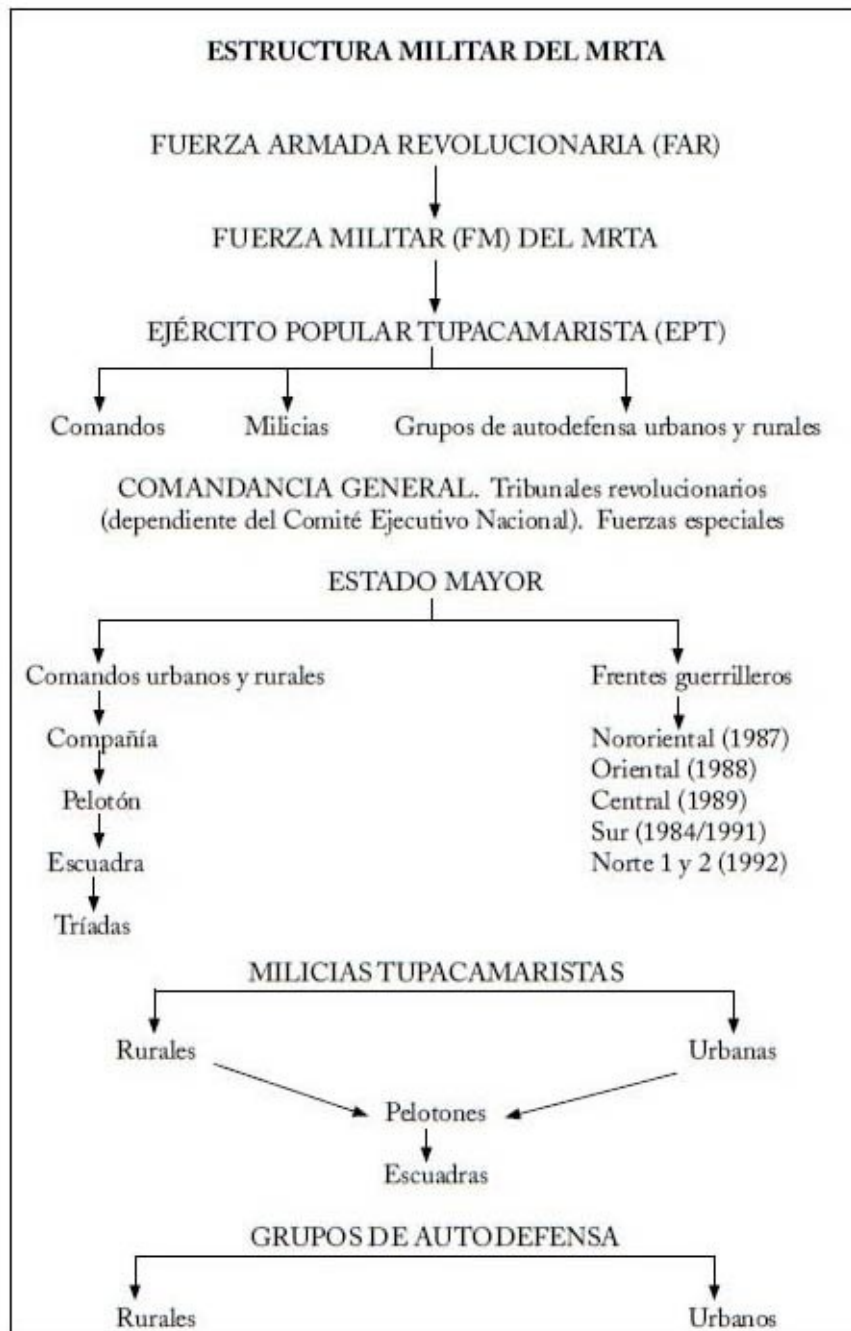 ESTRUCTURA MILITAR DEL MRTA
FUERZA ARMADA REVOLUCIONARIA (FAR)
FUERZA MILITAR (FM) DEL MRTA
EJÉRCITO POPULAR TUPACAMARISTA (EPT)
Comandos Milicias Grupos de autodefensa urbanos y rurales
COMANDANCIA GENERAL. Tribunales revolucionarios
(dependiente del Comité Ejecutivo Nacional). Fuerzas especiales
ESTADO MAYOR
Comandos urbanos y rurales Frentes guerrilleros
Compañía Nororiental (1987)
Oriental (1988)
Pelotón Central (1989)
Sur (1984/1991)
Escuadra Norte 1 y 2 (1992)
Tríadas
MILICIAS TUPACAMARISTAS
Rurales Urbanas
Pelotones
Escuadras
GRUPOS DE AUTODEFENSA
Rurales Urbanos